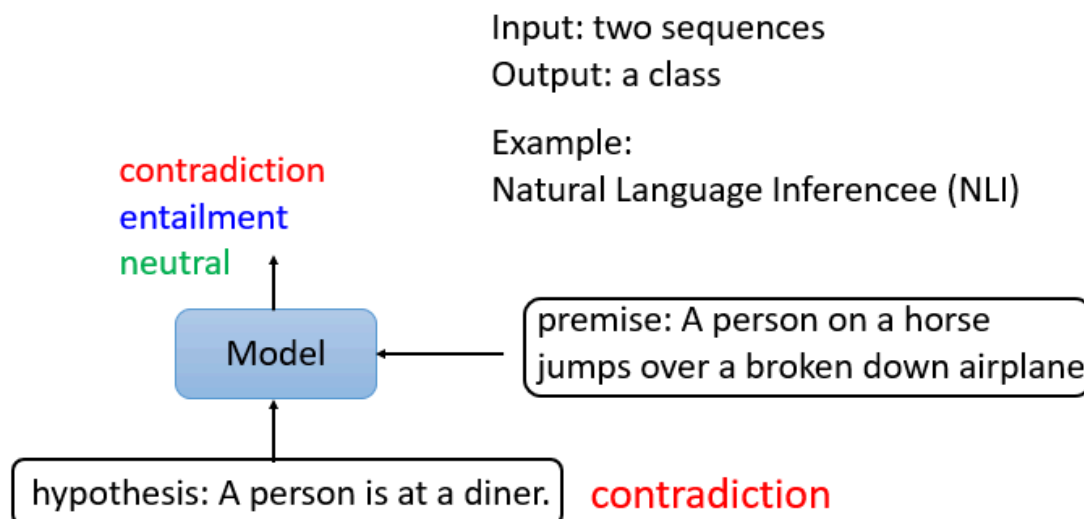 Input: two sequences
Output: a class
Example:
Natural Language Inferencee (NLI)
contradiction
entailment
neutral
Model
premise: A person on a horse
jumps over a broken down airplane
hypothesis: A person is at a diner.
contradiction